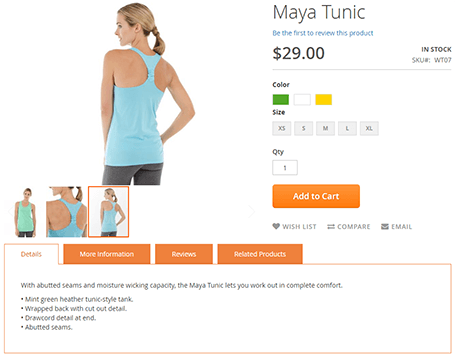 Maya Tunic
Be the first to review this product
$29.00
IN STOCK
SKU#: WT07
Color
Size
XS S M L XL
Qty
1
Add to Cart
WISH LIST COMPARE EMAIL
Details More Information Reviews Related Products
With abutted seams and moisture wicking capacity, the Maya Tunic lets you work out in complete comfort.
• Mint green heather tunic-style tank.
• Wrapped back with cut out detail.
• Drawcord detail at end.
• Abutted seams.